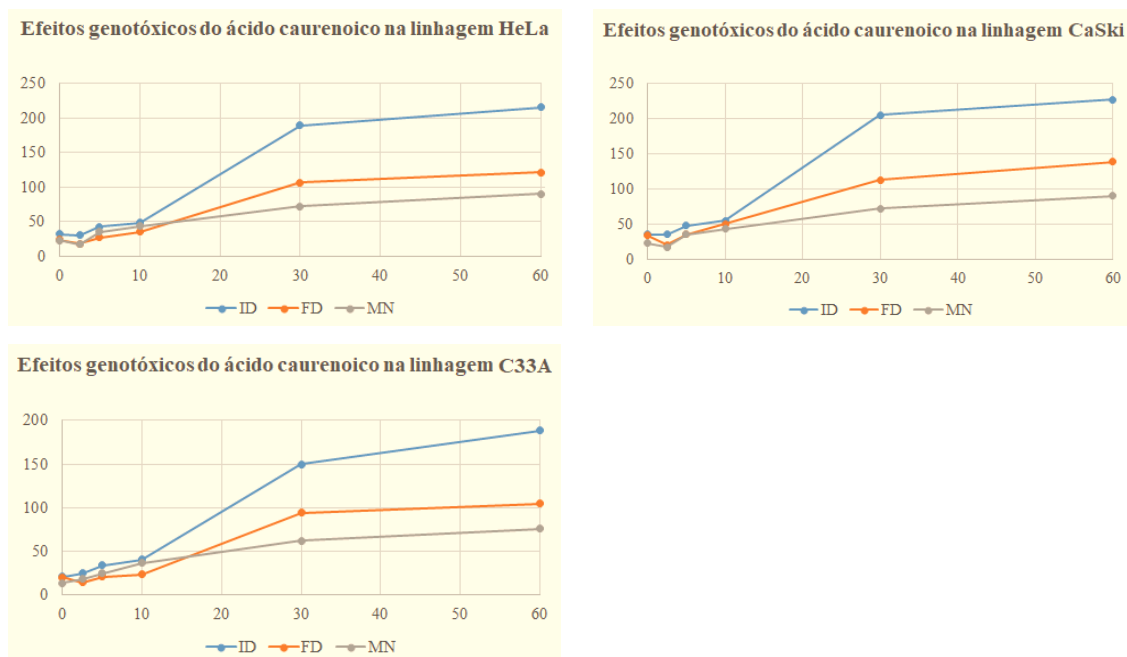 Efeitos genotóxicos do ácido caurenoico na linhagem HeLa
250
200
150
100
50
0
0 10 20 30 40 50 60
ID FD MN
Efeitos genotóxicos do ácido caurenoico na linhagem CaSki
250
200
150
100
50
0
0 10 20 30 40 50 60
ID FD MN
Efeitos genotóxicos do ácido caurenoico na linhagem C33A
200
150
100
50
0
0 10 20 30 40 50 60
ID FD MN